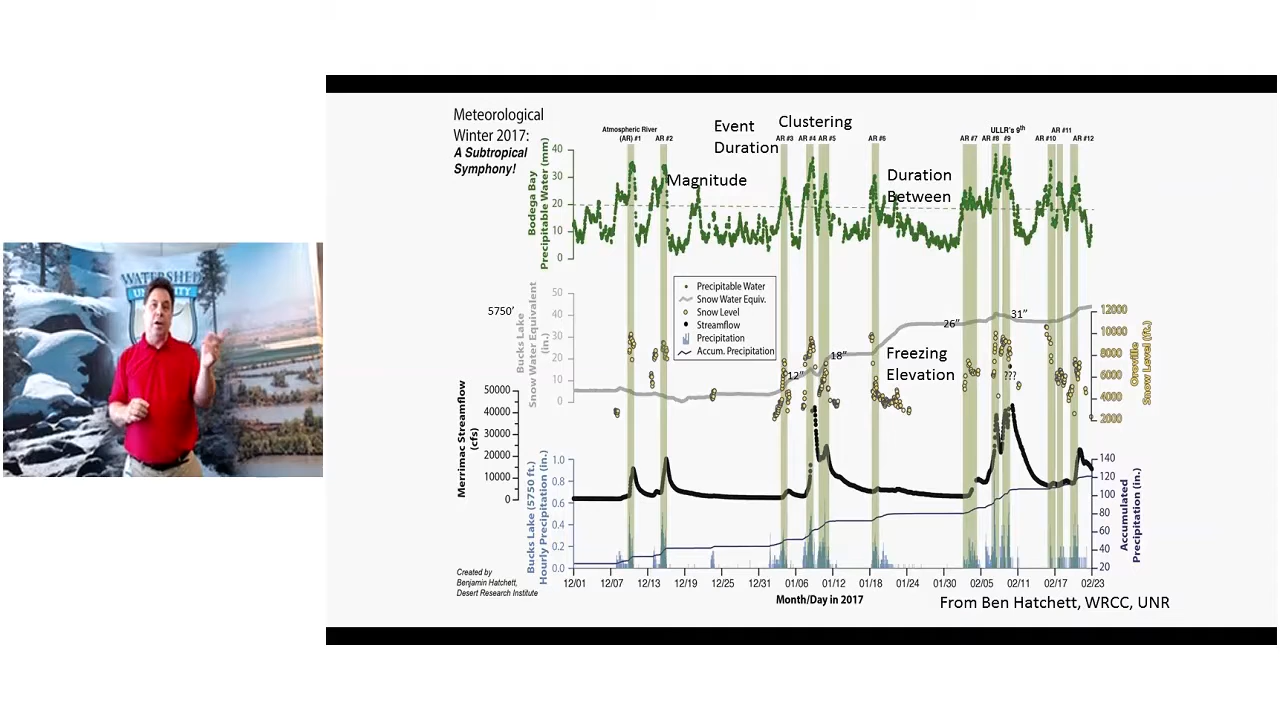 Meteorological
Winter 2017:
A Subtropical
Symphony!
Event
Duration
Clustering
Magnitude
Duration
Between
Atmospheric River
(AR) #1
AR #2
AR #3
AR #4
AR #5
AR #6
AR #7
AR #8
ULLR's 9th
#9
AR #10
AR #11
AR #12
Bodega Bay
Precipitable Water (mm)
40
30
20
10
0
WATERSHED
5750'
Bucks Lake
Snow Water Equivalent
(in.)
50
40
30
20
10
0
Precipitable Water
Snow Water Equiv.
Snow Level
Streamflow
Precipitation
Accum. Precipitation
12"
18"
26"
31"
???
Freezing
Elevation
12000
10000
8000
6000
4000
2000
Oroville
Snow Level (ft.)
Merrimac Streamflow
(cfs)
50000
40000
30000
20000
10000
0
Bucks Lake (5750 ft.)
Hourly Precipitation (in.)
1.0
0.8
0.6
0.4
0.2
0.0
140
120
100
80
60
40
20
Accumulated
Precipitation (in.)
12/01 12/07 12/13 12/19 12/25 12/31 01/06 01/12 01/18 01/24 01/30 02/05 02/11 02/17 02/23
Month/Day in 2017
Created by
Benjamin Hatchett,
Desert Research Institute
From Ben Hatchett, WRCC, UNR